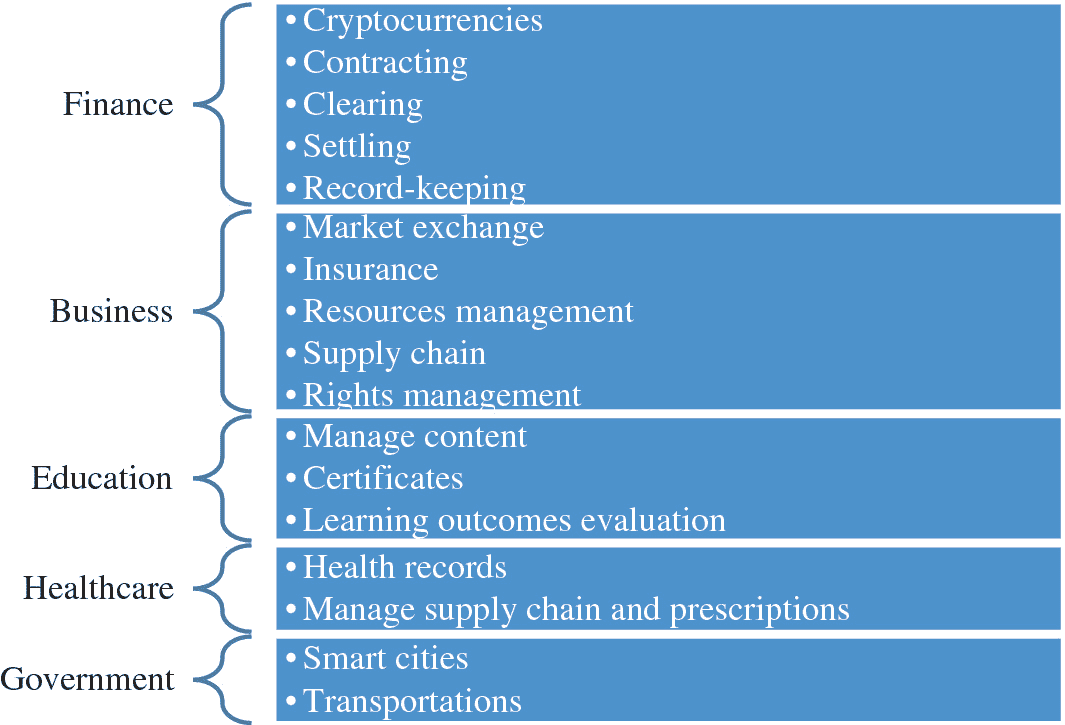 Finance
• Cryptocurrencies
• Contracting
• Clearing
• Settling
• Record-keeping
Business
• Market exchange
• Insurance
• Resources management
• Supply chain
• Rights management
Education
• Manage content
• Certificates
• Learning outcomes evaluation
Healthcare
• Health records
• Manage supply chain and prescriptions
Government
• Smart cities
• Transportations